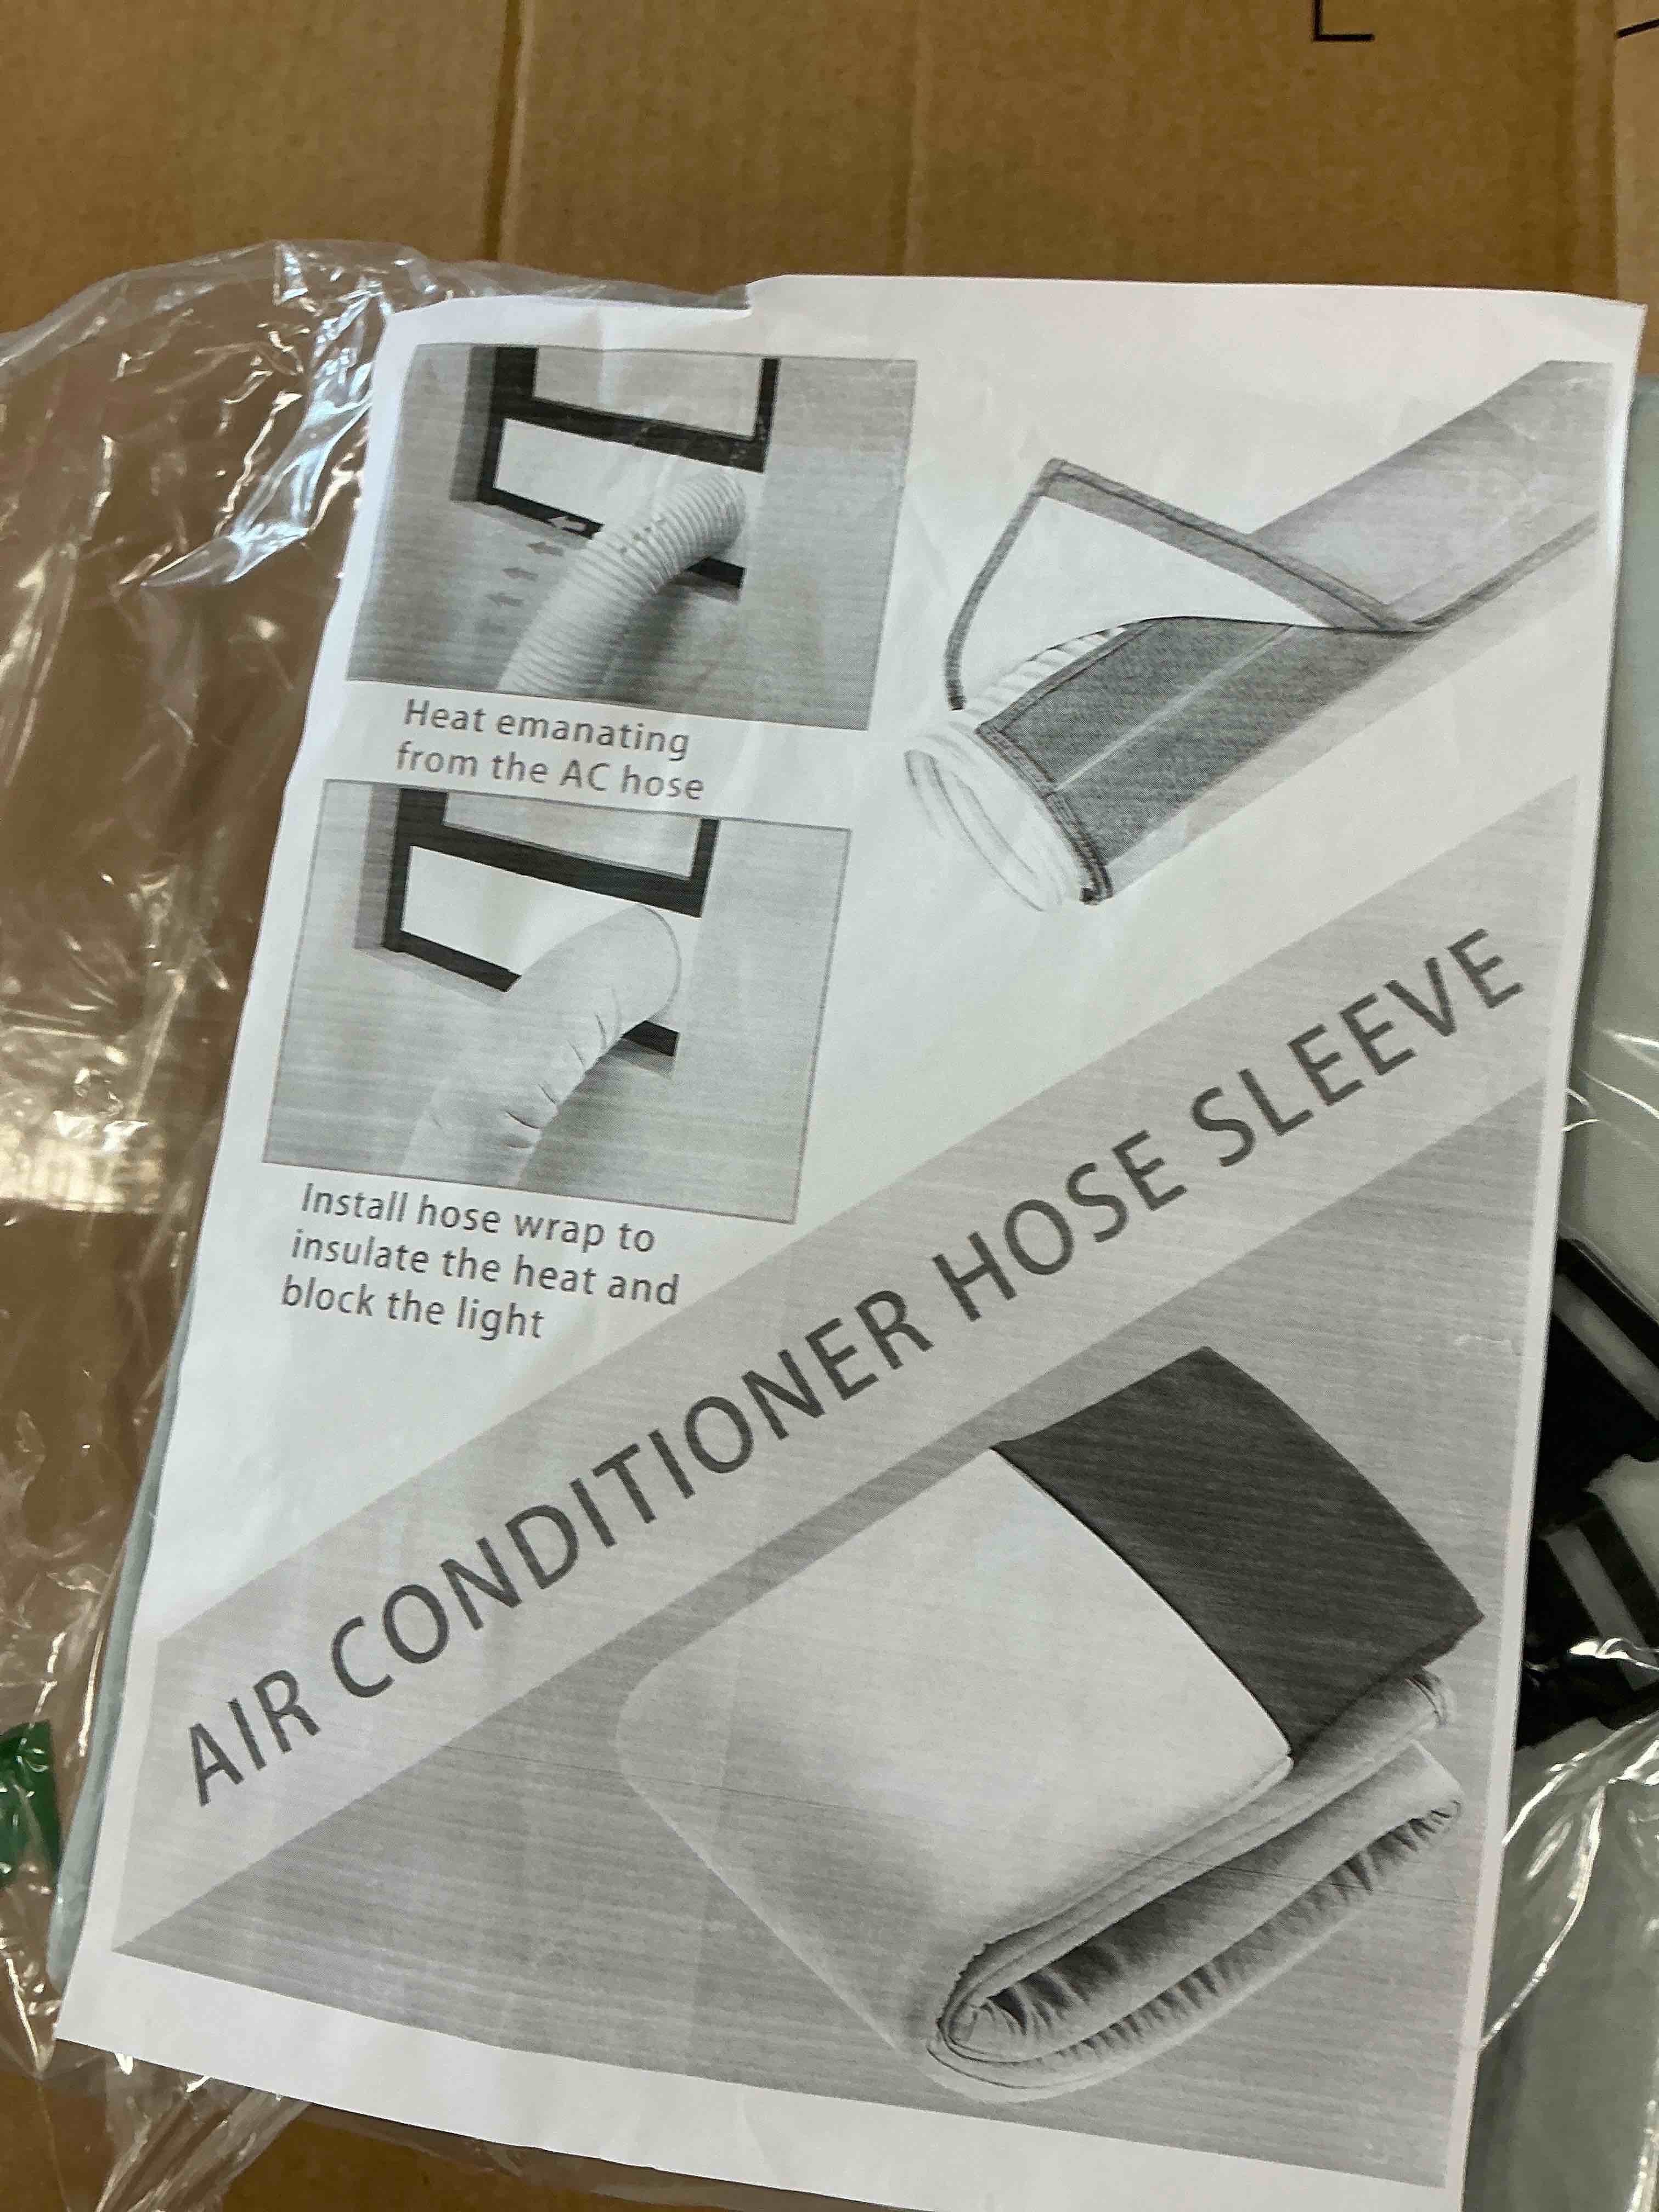 Heat emanating
from the AC hose
Install hose wrap to
insulate the heat and
block the light
AIR CONDITIONER HOSE SLEEVE